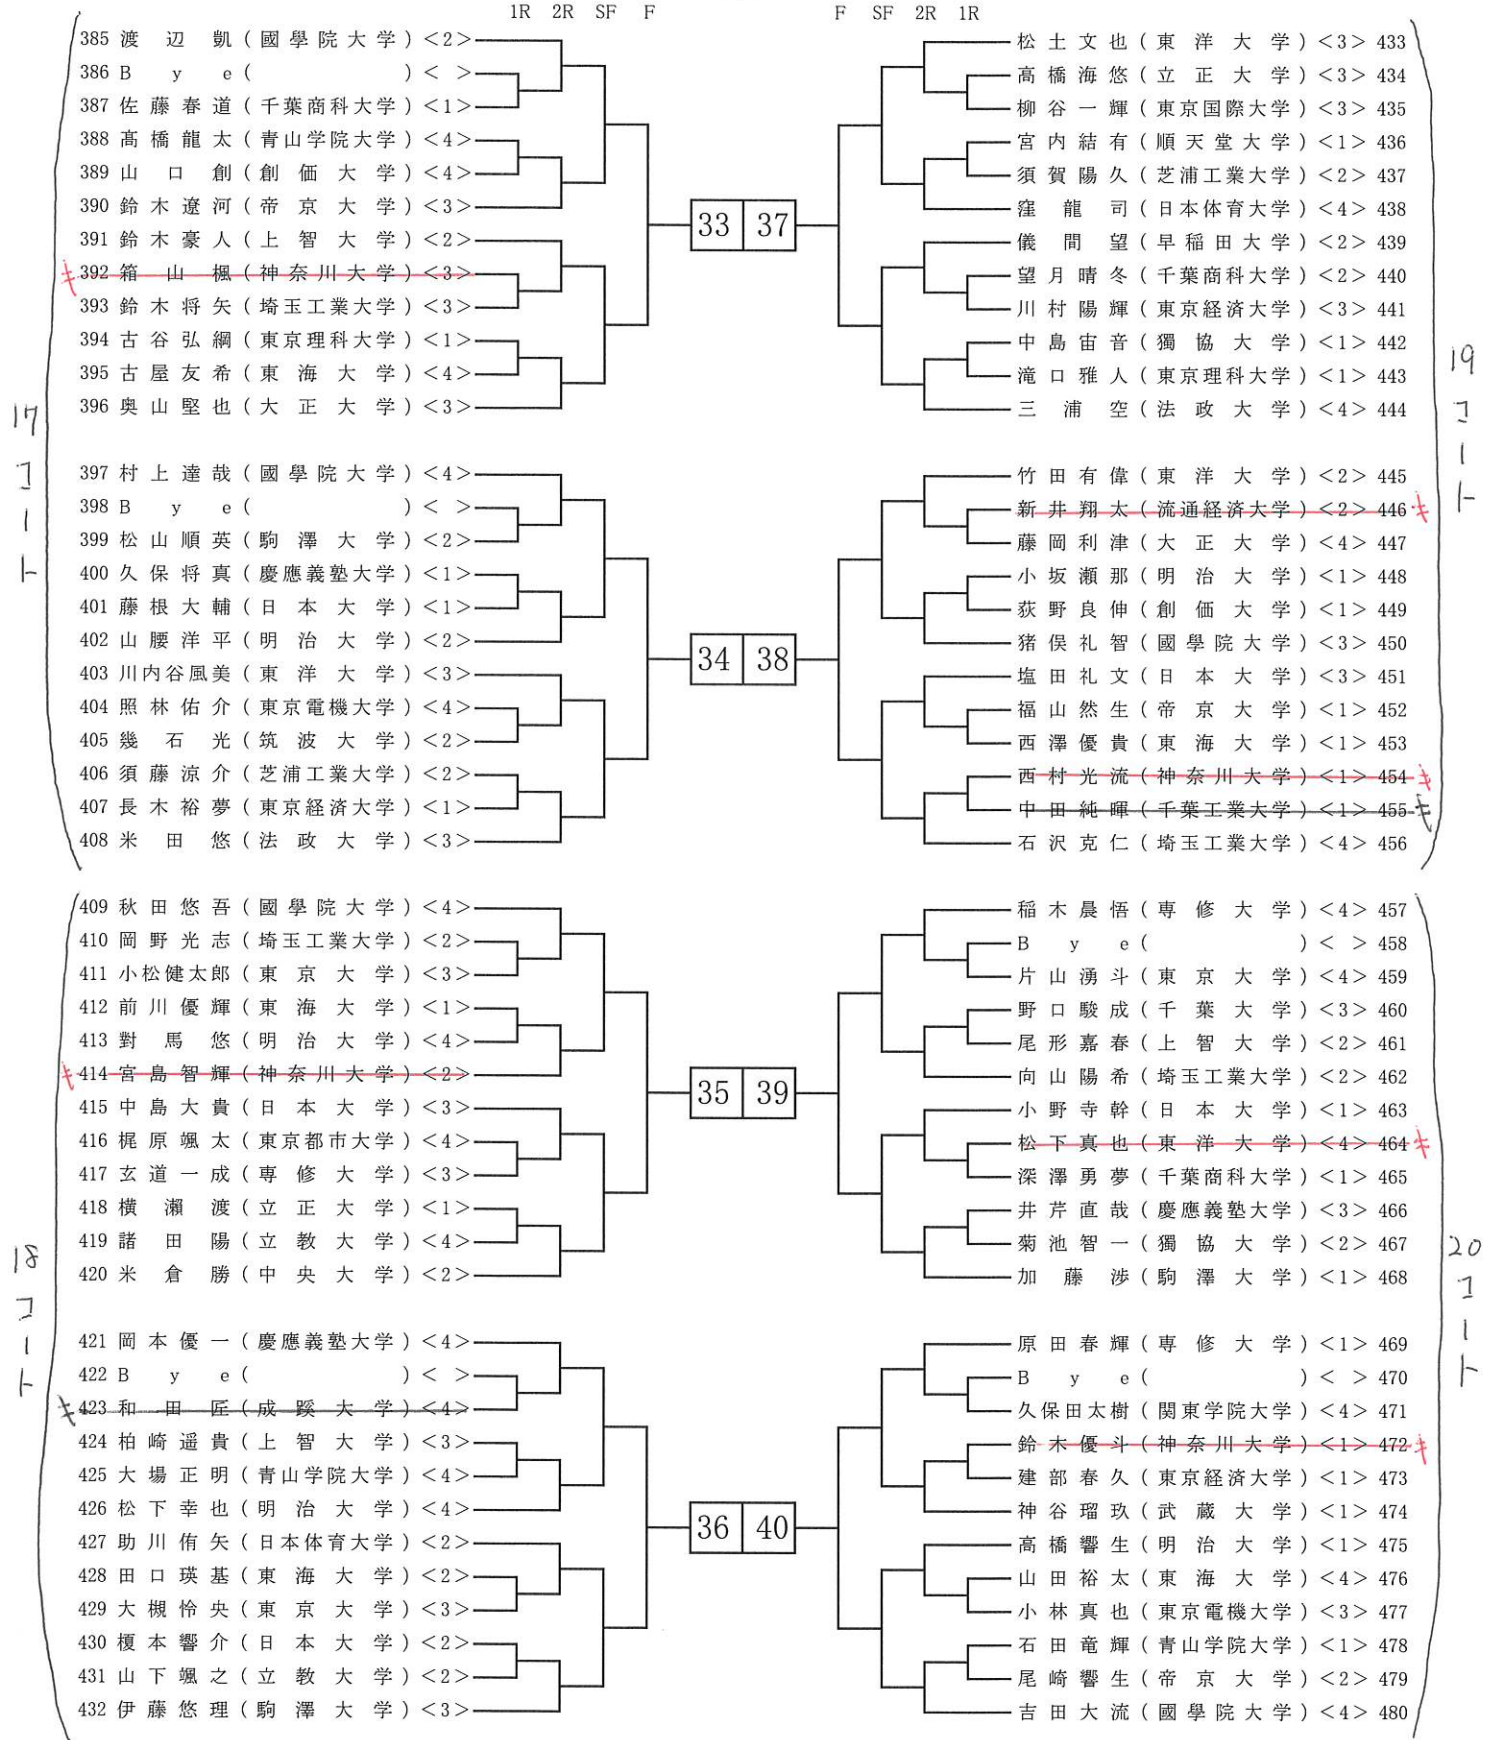 1R 2R SF F
385 渡辺凱(國學院大学)<2>
386 Bye( )< >
387 佐藤春道(千葉商科大学)<1>
388 髙橋龍太(青山学院大学)<4>
389 山口創(創価大学)<4>
390 鈴木遼河(帝京大学)<3>
391 鈴木豪人(上智大学)<2>
392 箱山楓(神奈川大学)<3>
393 鈴木将矢(埼玉工業大学)<3>
394 古谷弘綱(東京理科大学)<1>
395 古屋友希(東海大学)<4>
396 奥山堅也(大正大学)<3>
33
17コート
397 村上達哉(國學院大学)<4>
398 Bye( )< >
399 松山順英(駒澤大学)<2>
400 久保将真(慶應義塾大学)<1>
401 藤根大輔(日本大学)<1>
402 山腰洋平(明治大学)<2>
403 川内谷風美(東洋大学)<3>
404 照林佑介(東京電機大学)<4>
405 幾石光(筑波大学)<2>
406 須藤涼介(芝浦工業大学)<2>
407 長木裕夢(東京経済大学)<1>
408 米田悠(法政大学)<3>
34
409 秋田悠吾(國學院大学)<4>
410 岡野光志(埼玉工業大学)<2>
411 小松健太郎(東京大学)<3>
412 前川優輝(東海大学)<1>
413 對馬悠(明治大学)<4>
414 宮島智輝(神奈川大学)<2>
415 中島大貴(日本大学)<3>
416 梶原颯太(東京都市大学)<4>
417 玄道一成(専修大学)<3>
418 横瀬渡(立正大学)<1>
419 諸田陽(立教大学)<4>
420 米倉勝(中央大学)<2>
35
18コート
421 岡本優一(慶應義塾大学)<4>
422 Bye( )< >
423 和田匠(成蹊大学)<4>
424 柏崎遥貴(上智大学)<3>
425 大場正明(青山学院大学)<4>
426 松下幸也(明治大学)<4>
427 助川侑矢(日本体育大学)<2>
428 田口瑛基(東海大学)<2>
429 大槻怜央(東京大学)<3>
430 榎本響介(日本大学)<2>
431 山下颯之(立教大学)<2>
432 伊藤悠理(駒澤大学)<3>
36
F SF 2R 1R
松土文也(東洋大学)<3> 433
高橋海悠(立正大学)<3> 434
柳谷一輝(東京国際大学)<3> 435
宮内結有(順天堂大学)<1> 436
須賀陽久(芝浦工業大学)<2> 437
窪龍司(日本体育大学)<4> 438
儀間望(早稲田大学)<2> 439
望月晴冬(千葉商科大学)<2> 440
川村陽輝(東京経済大学)<3> 441
中島宙音(獨協大学)<1> 442
滝口雅人(東京理科大学)<1> 443
三浦空(法政大学)<4> 444
37
19コート
竹田有偉(東洋大学)<2> 445
新井翔太(流通経済大学)<2> 446
藤岡利津(大正大学)<4> 447
小坂瀬那(明治大学)<1> 448
荻野良伸(創価大学)<1> 449
猪俣礼智(國學院大学)<3> 450
塩田礼文(日本大学)<3> 451
福山然生(帝京大学)<1> 452
西澤優貴(東海大学)<1> 453
西村光流(神奈川大学)<1> 454
中田純暉(千葉工業大学)<1> 455
石沢克仁(埼玉工業大学)<4> 456
38
稲木晨悟(専修大学)<4> 457
Bye( )< > 458
片山湧斗(東京大学)<4> 459
野口駿成(千葉大学)<3> 460
尾形嘉春(上智大学)<2> 461
向山陽希(埼玉工業大学)<2> 462
小野寺幹(日本大学)<1> 463
松下真也(東洋大学)<4> 464
深澤勇夢(千葉商科大学)<1> 465
井芹直哉(慶應義塾大学)<3> 466
菊池智一(獨協大学)<2> 467
加藤渉(駒澤大学)<1> 468
39
20コート
原田春輝(専修大学)<1> 469
Bye( )< > 470
久保田太樹(関東学院大学)<4> 471
鈴木優斗(神奈川大学)<1> 472
建部春久(東京経済大学)<1> 473
神谷瑠玖(武蔵大学)<1> 474
高橋響生(明治大学)<1> 475
山田裕太(東海大学)<4> 476
小林真也(東京電機大学)<3> 477
石田竜輝(青山学院大学)<1> 478
尾崎響生(帝京大学)<2> 479
吉田大流(國學院大学)<4> 480
40